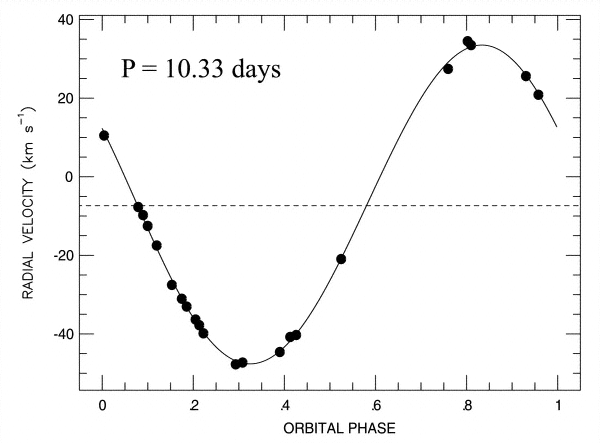 40
P = 10.33 days
20
0
-20
-40
RADIAL VELOCITY (km s⁻¹)
0 .2 .4 .6 .8 1
ORBITAL PHASE